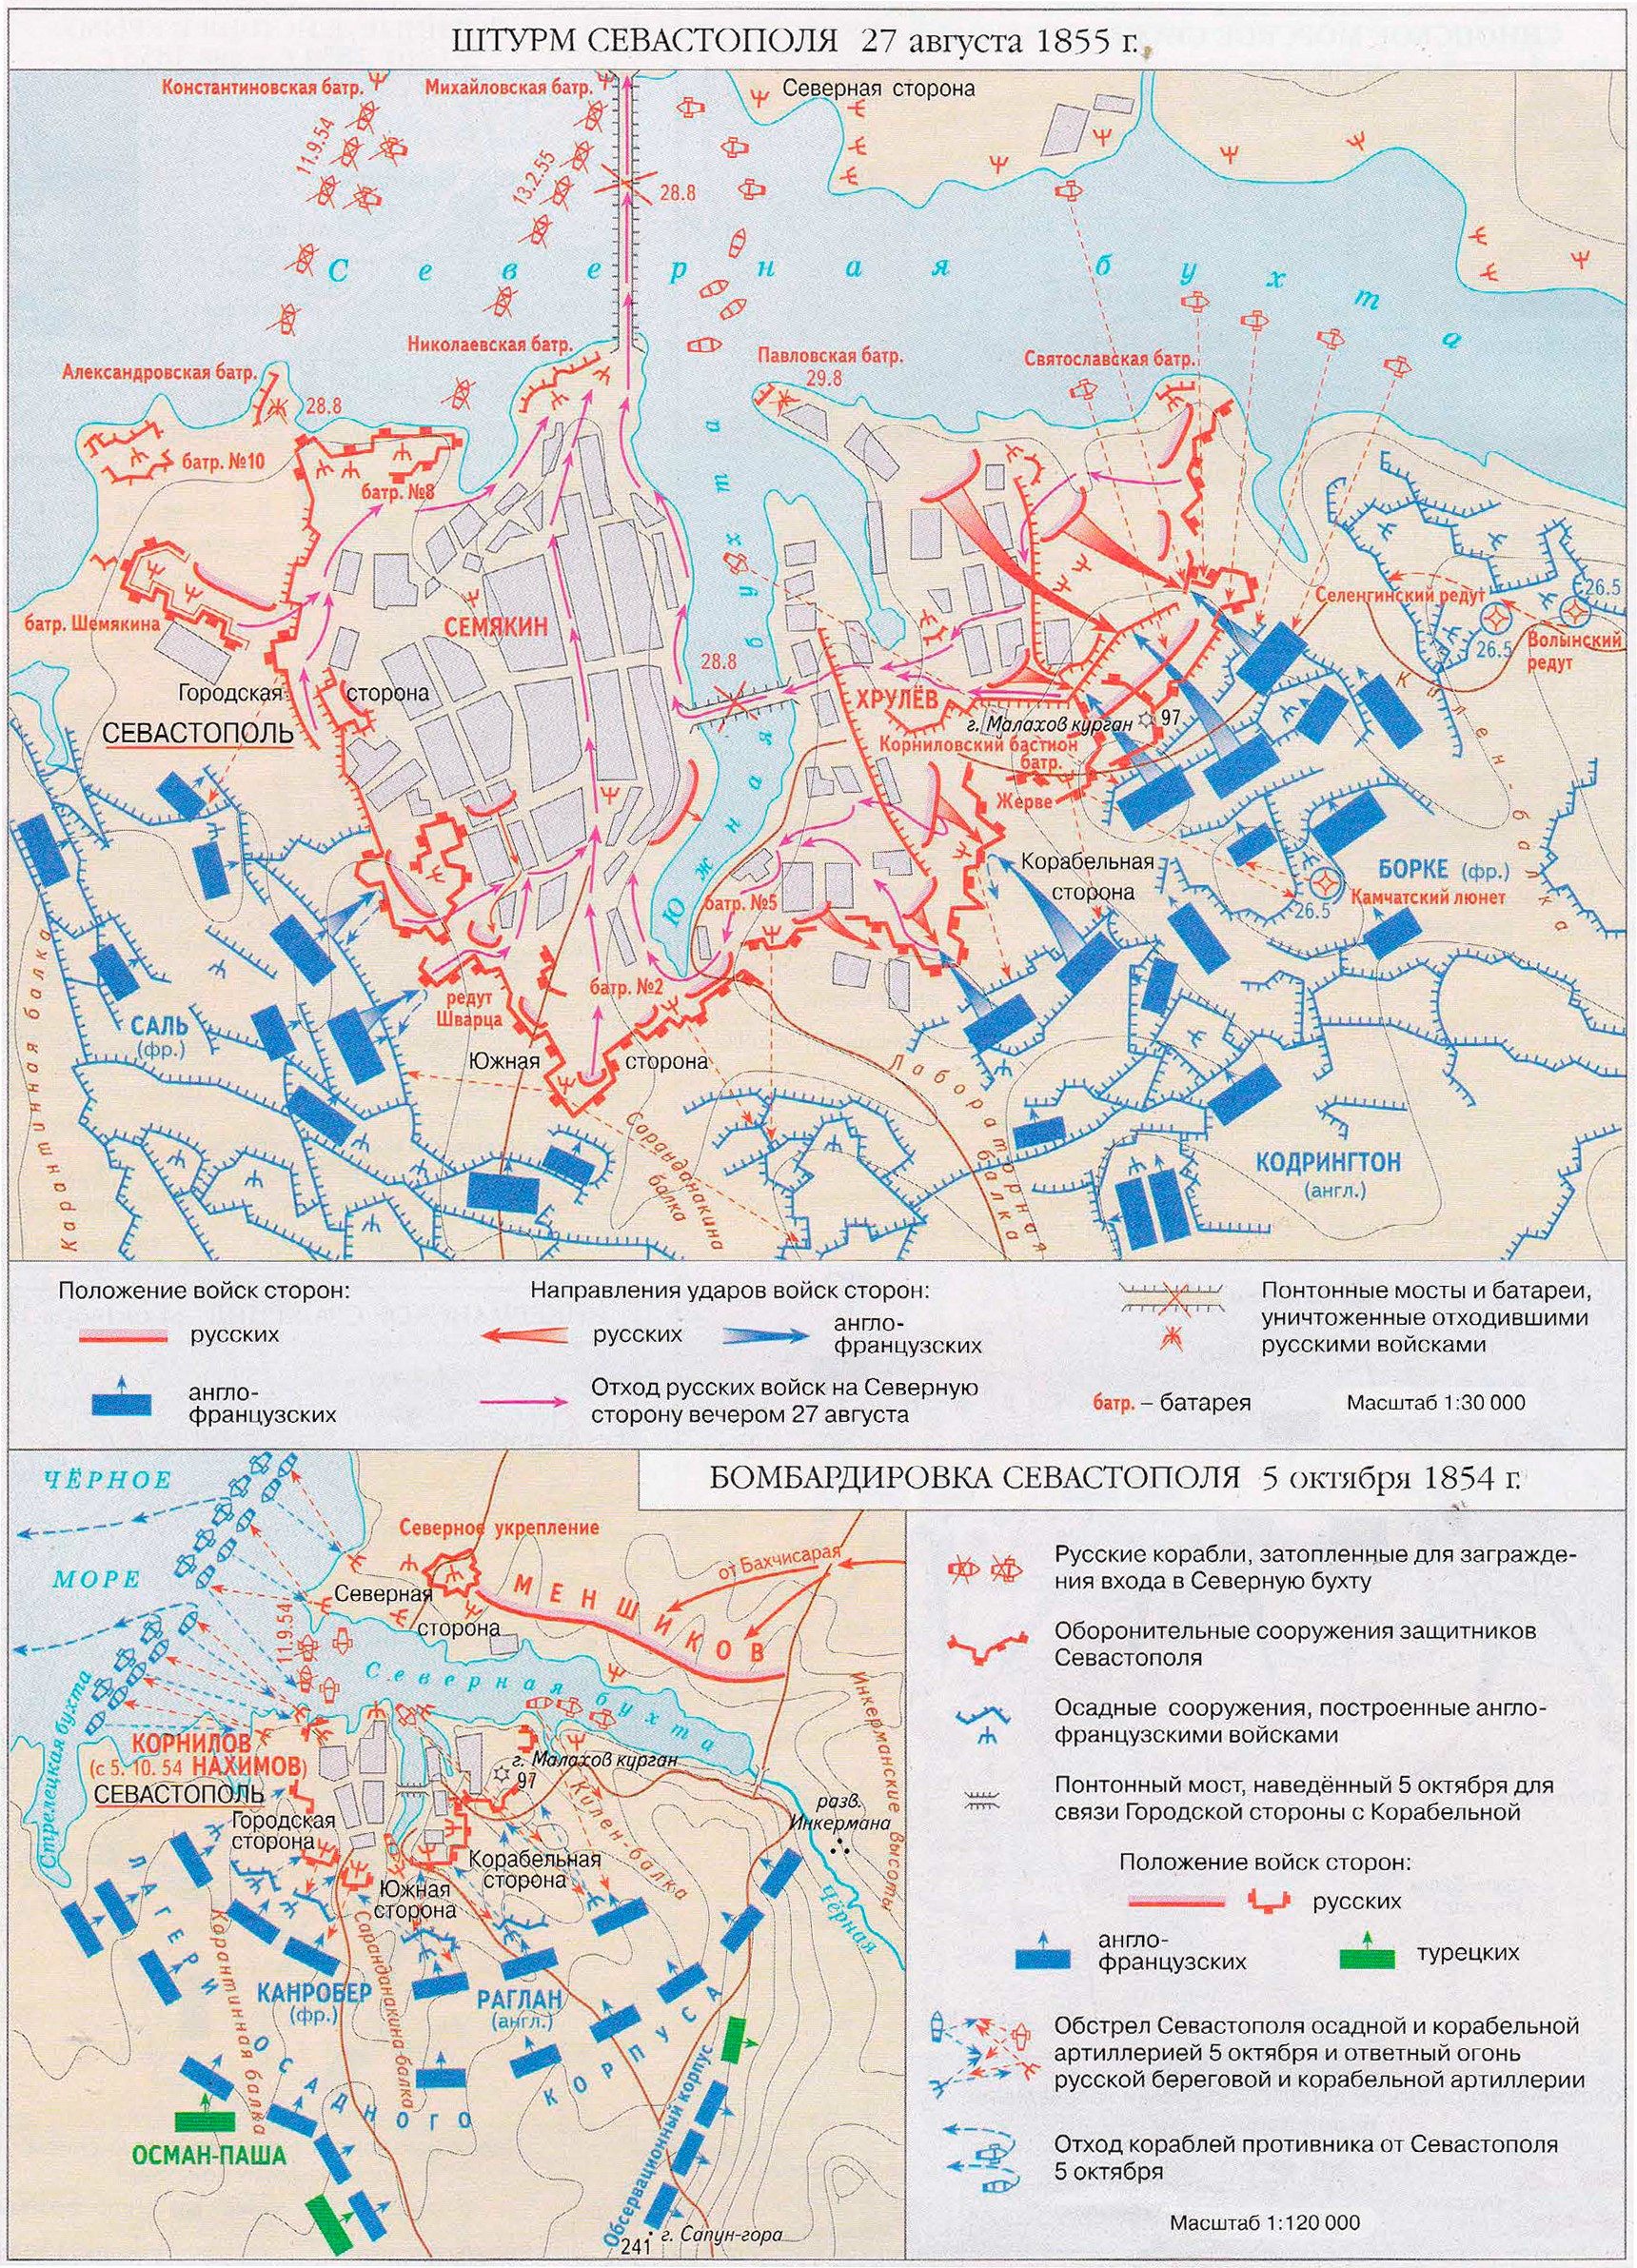 ШТУРМ СЕВАСТОПОЛЯ 27 августа 1855 г.
Константиновская батр.
Михайловская батр.
Северная сторона
11.9.54
13.2.55
28.8
Северная бухта
Николаевская батр.
Александровская батр.
28.8
Павловская батр.
29.8
Святославская батр.
батр. №10
батр. №8
батр. Шемякина
СЕМЯКИН
Южная бухта
Селенгинский редут
26.5
26.5
Волынский
редут
28.8
Городская сторона
СЕВАСТОПОЛЬ
ХРУЛЁВ
г. Малахов курган 97
Корниловский бастион
батр.
Жерве
Килен-балка
Корабельная
сторона
БОРКЕ (фр.)
Камчатский люнет
26.5
батр. №5
батр. №2
редут
Шварца
САЛЬ
(фр.)
Южная сторона
Карантинная балка
Сарандинакина
балка
Лабораторная
балка
КОДРИНГТОН
(англ.)
Положение войск сторон:
русских
англо-
французских
Направления ударов войск сторон:
русских
англо-
французских
Отход русских войск на Северную
сторону вечером 27 августа
Понтонные мосты и батареи,
уничтоженные отходившими
русскими войсками
батр. – батарея
Масштаб 1:30 000
БОМБАРДИРОВКА СЕВАСТОПОЛЯ 5 октября 1854 г.
ЧЁРНОЕ
МОРЕ
Северное укрепление
от Бахчисарая
МЕНШИКОВ
Северная
сторона
11.9.54
Северная бухта
Стрелецкая бухта
КОРНИЛОВ
(с 5. 10. 54 НАХИМОВ)
СЕВАСТОПОЛЬ
г. Малахов курган
97
Городская
сторона
Килен-балка
разв.
Инкермана
Инкерманские высоты
Чёрная
Корабельная
сторона
Южная
сторона
ЛАГЕРИ ОСАДНОГО КОРПУСА
Карантинная балка
Сарандинакина балка
КАНРОБЕР
(фр.)
РАГЛАН
(англ.)
ОСМАН-ПАША
Обсервационный корпус
241 г. Сапун-гора
Русские корабли, затопленные для загражде-
ния входа в Северную бухту
Оборонительные сооружения защитников
Севастополя
Осадные сооружения, построенные англо-
французскими войсками
Понтонный мост, наведённый 5 октября для
связи Городской стороны с Корабельной
Положение войск сторон:
русских
англо-
французских
турецких
Обстрел Севастополя осадной и корабельной
артиллерией 5 октября и ответный огонь
русской береговой и корабельной артиллерии
Отход кораблей противника от Севастополя
5 октября
Масштаб 1:120 000